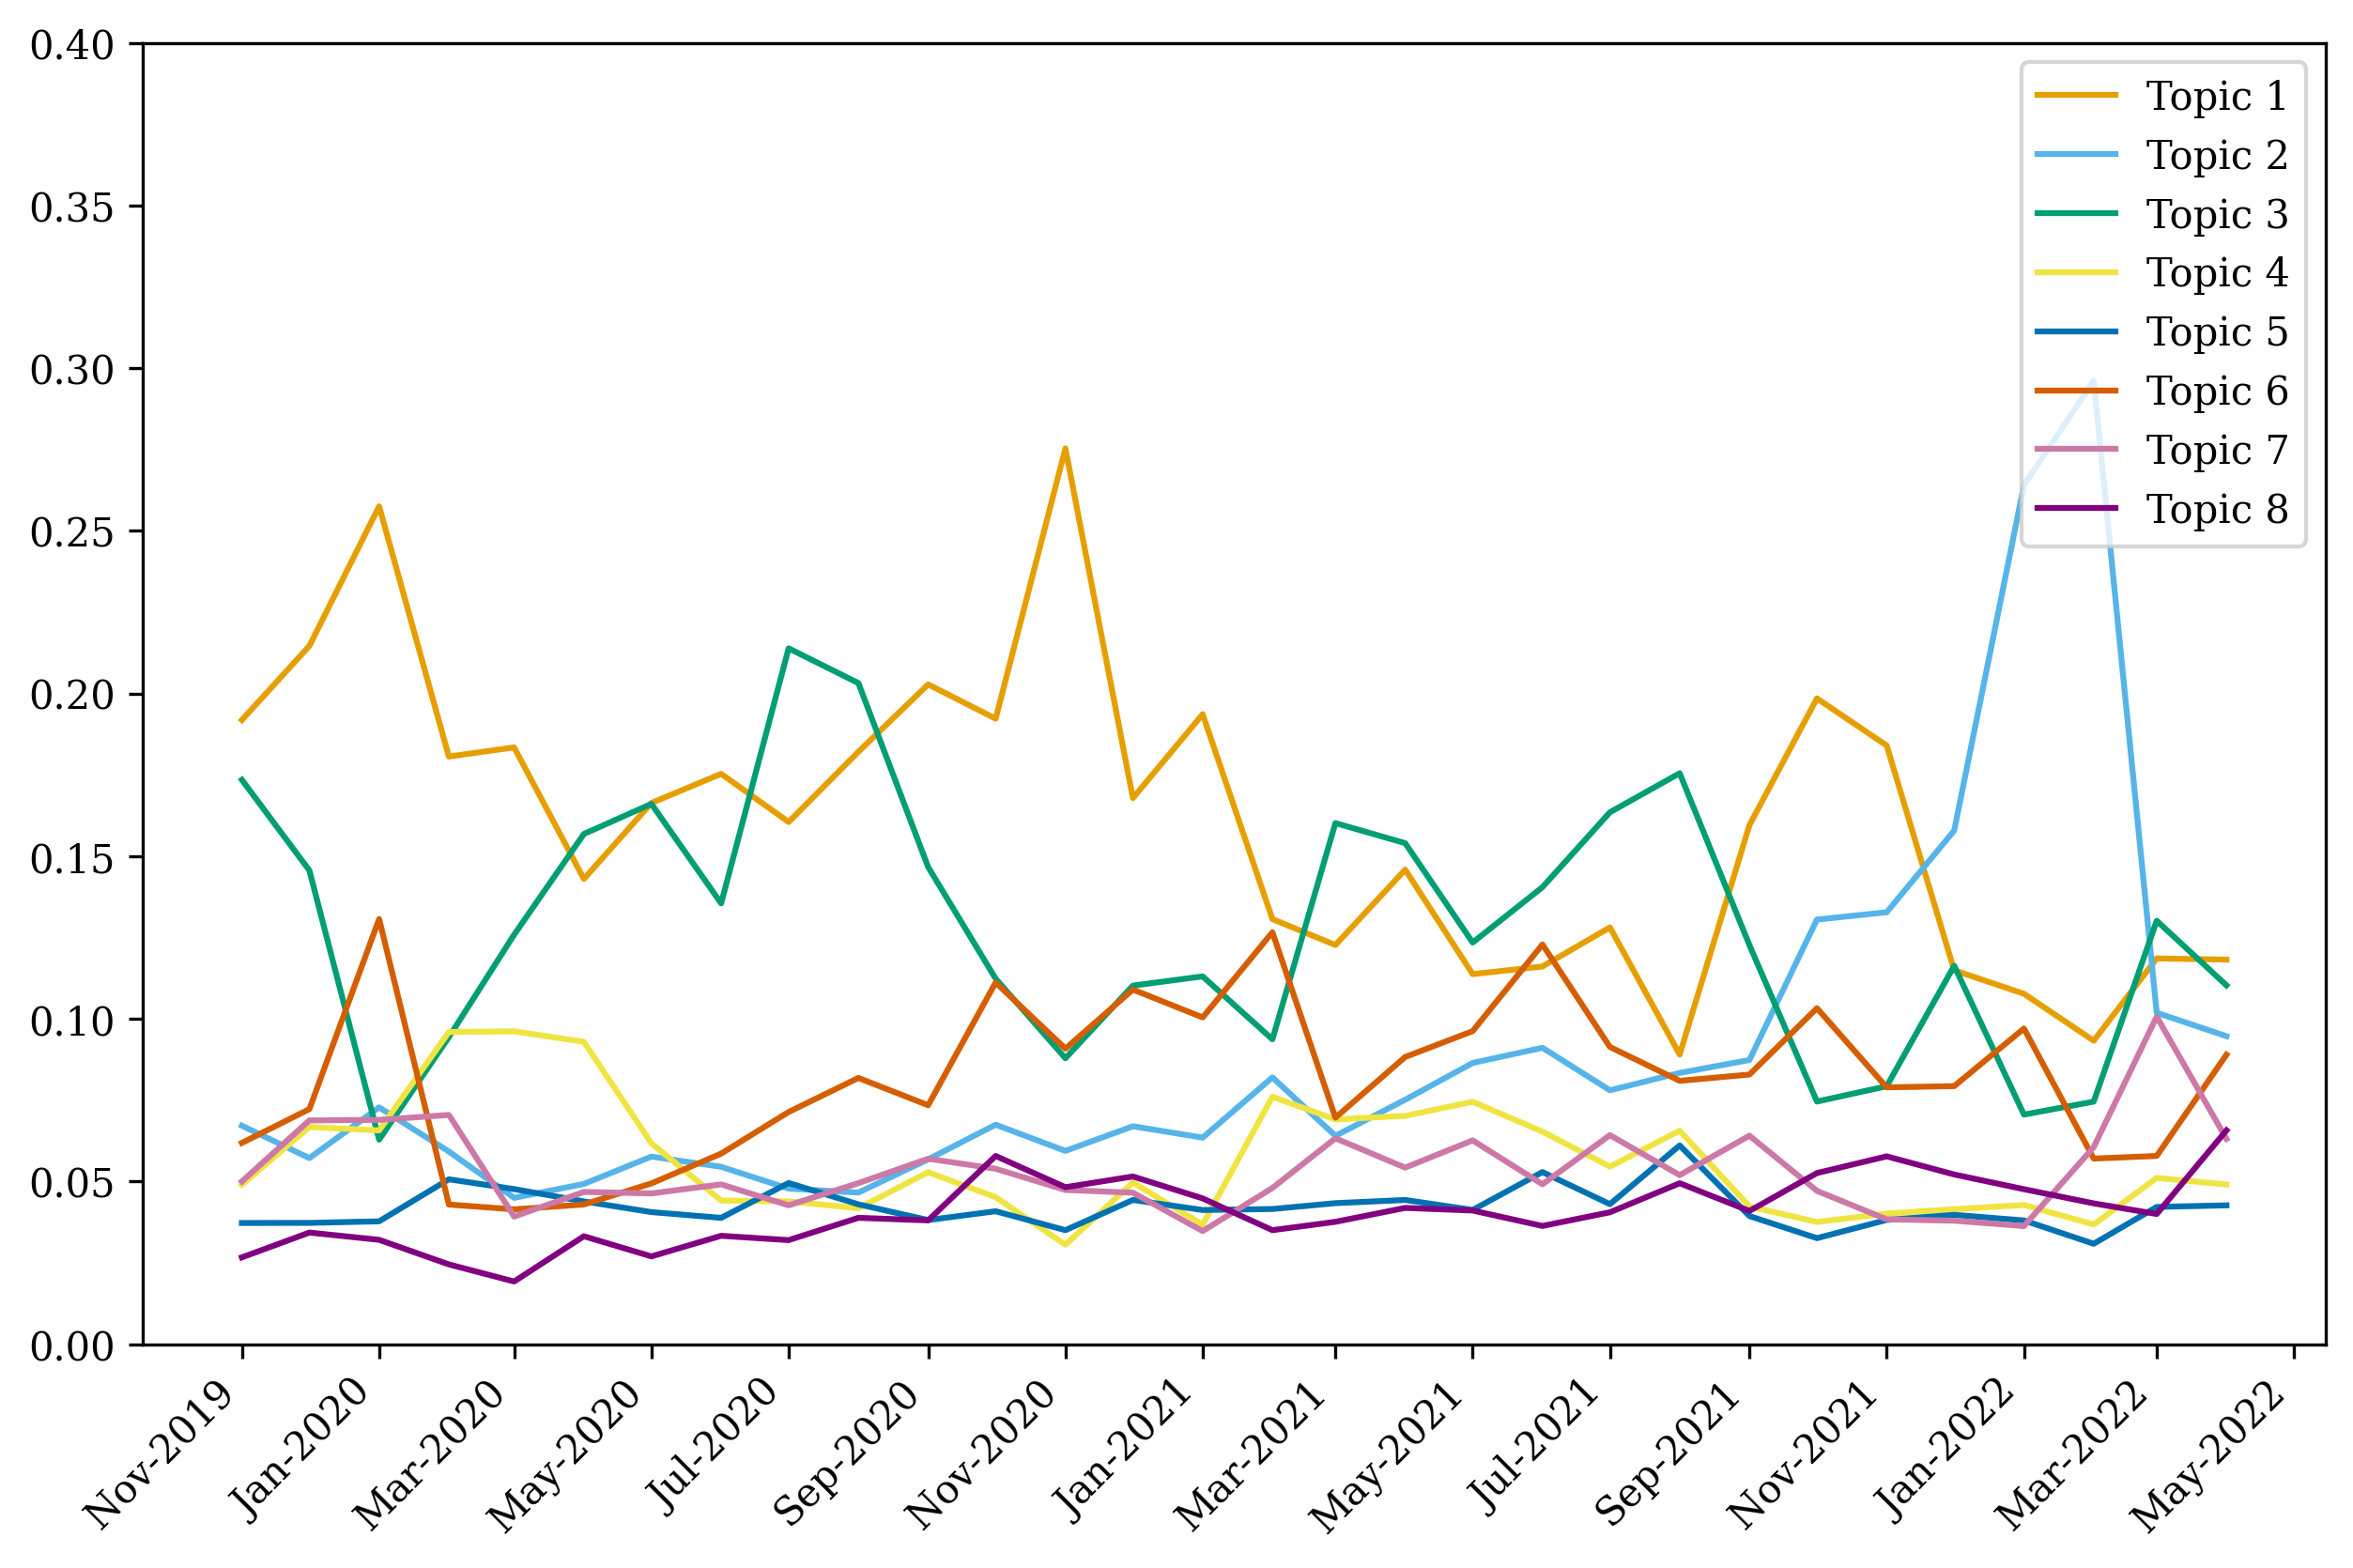 0.40
0.35
0.30
0.25
0.20
0.15
0.10
0.05
0.00
Topic 1
Topic 2
Topic 3
Topic 4
Topic 5
Topic 6
Topic 7
Topic 8
Nov-2019
Jan-2020
Mar-2020
May-2020
Jul-2020
Sep-2020
Nov-2020
Jan-2021
Mar-2021
May-2021
Jul-2021
Sep-2021
Nov-2021
Jan-2022
Mar-2022
May-2022